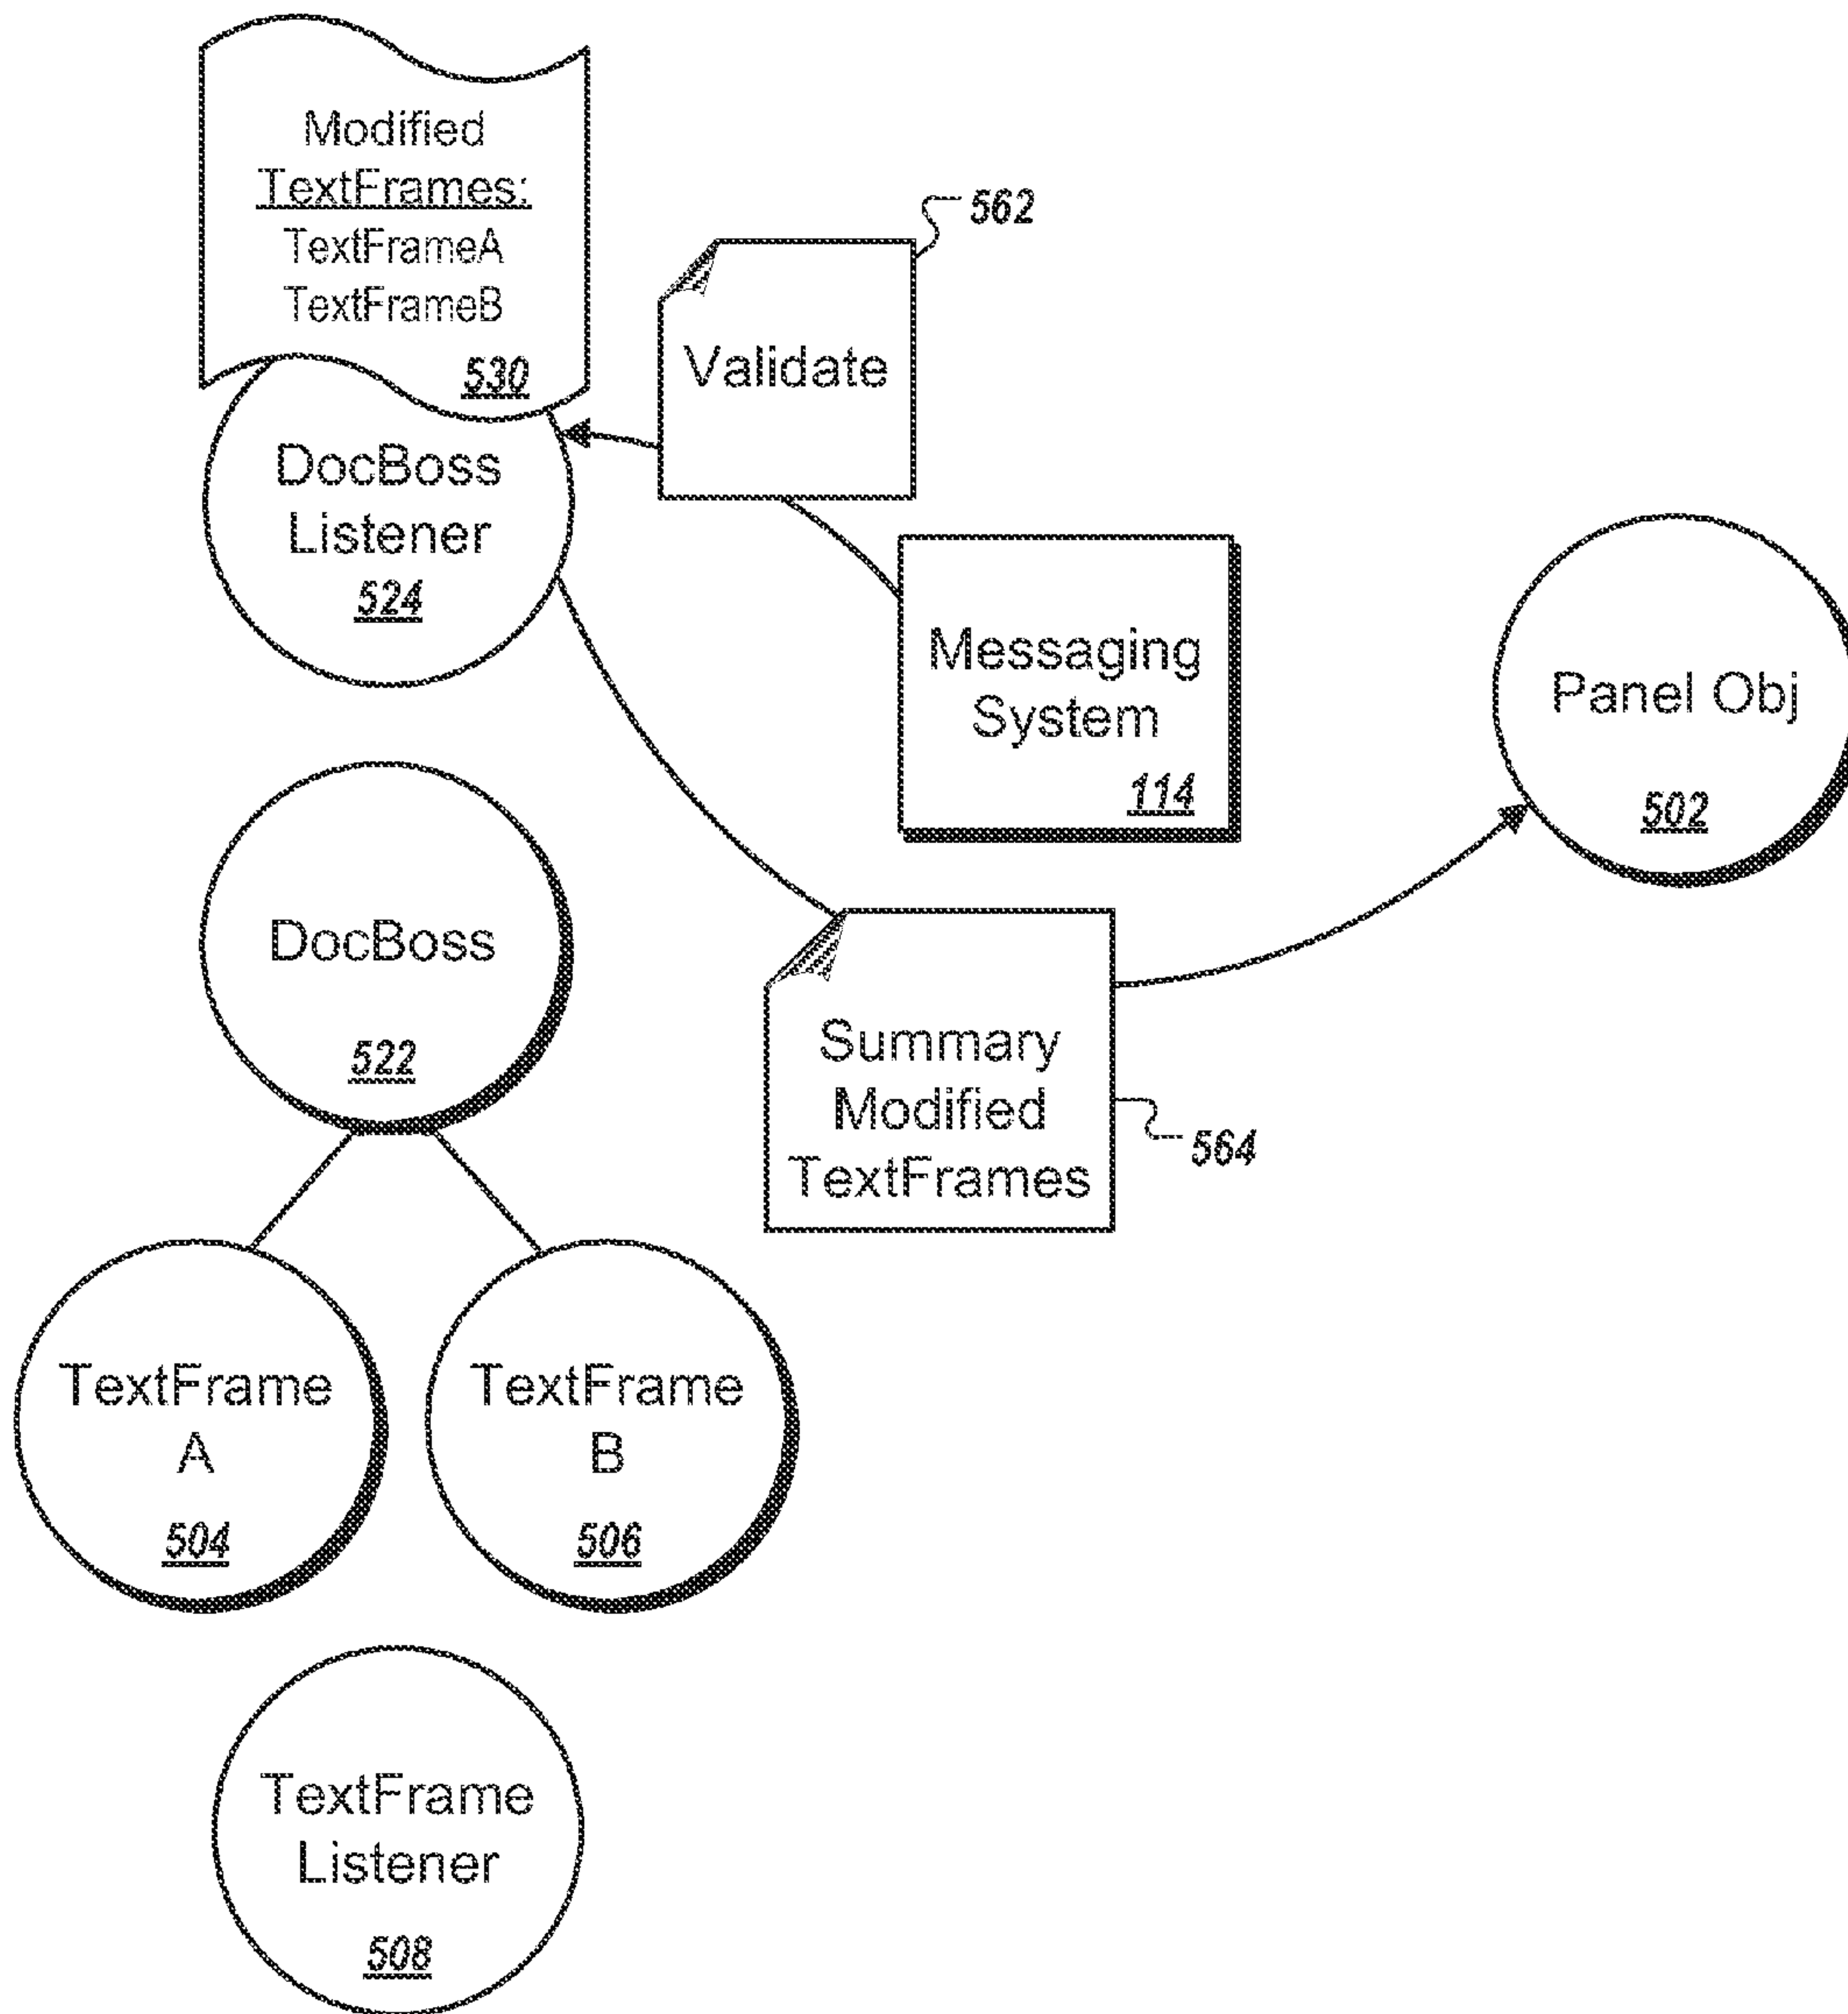 Modified
TextFrames:
TextFrameA
TextFrameB
530
562
Validate
DocBoss
Listener
524
Messaging
System
114
Panel Obj
502
DocBoss
522
Summary
Modified
TextFrames
564
TextFrame
A
504
TextFrame
B
506
TextFrame
Listener
508